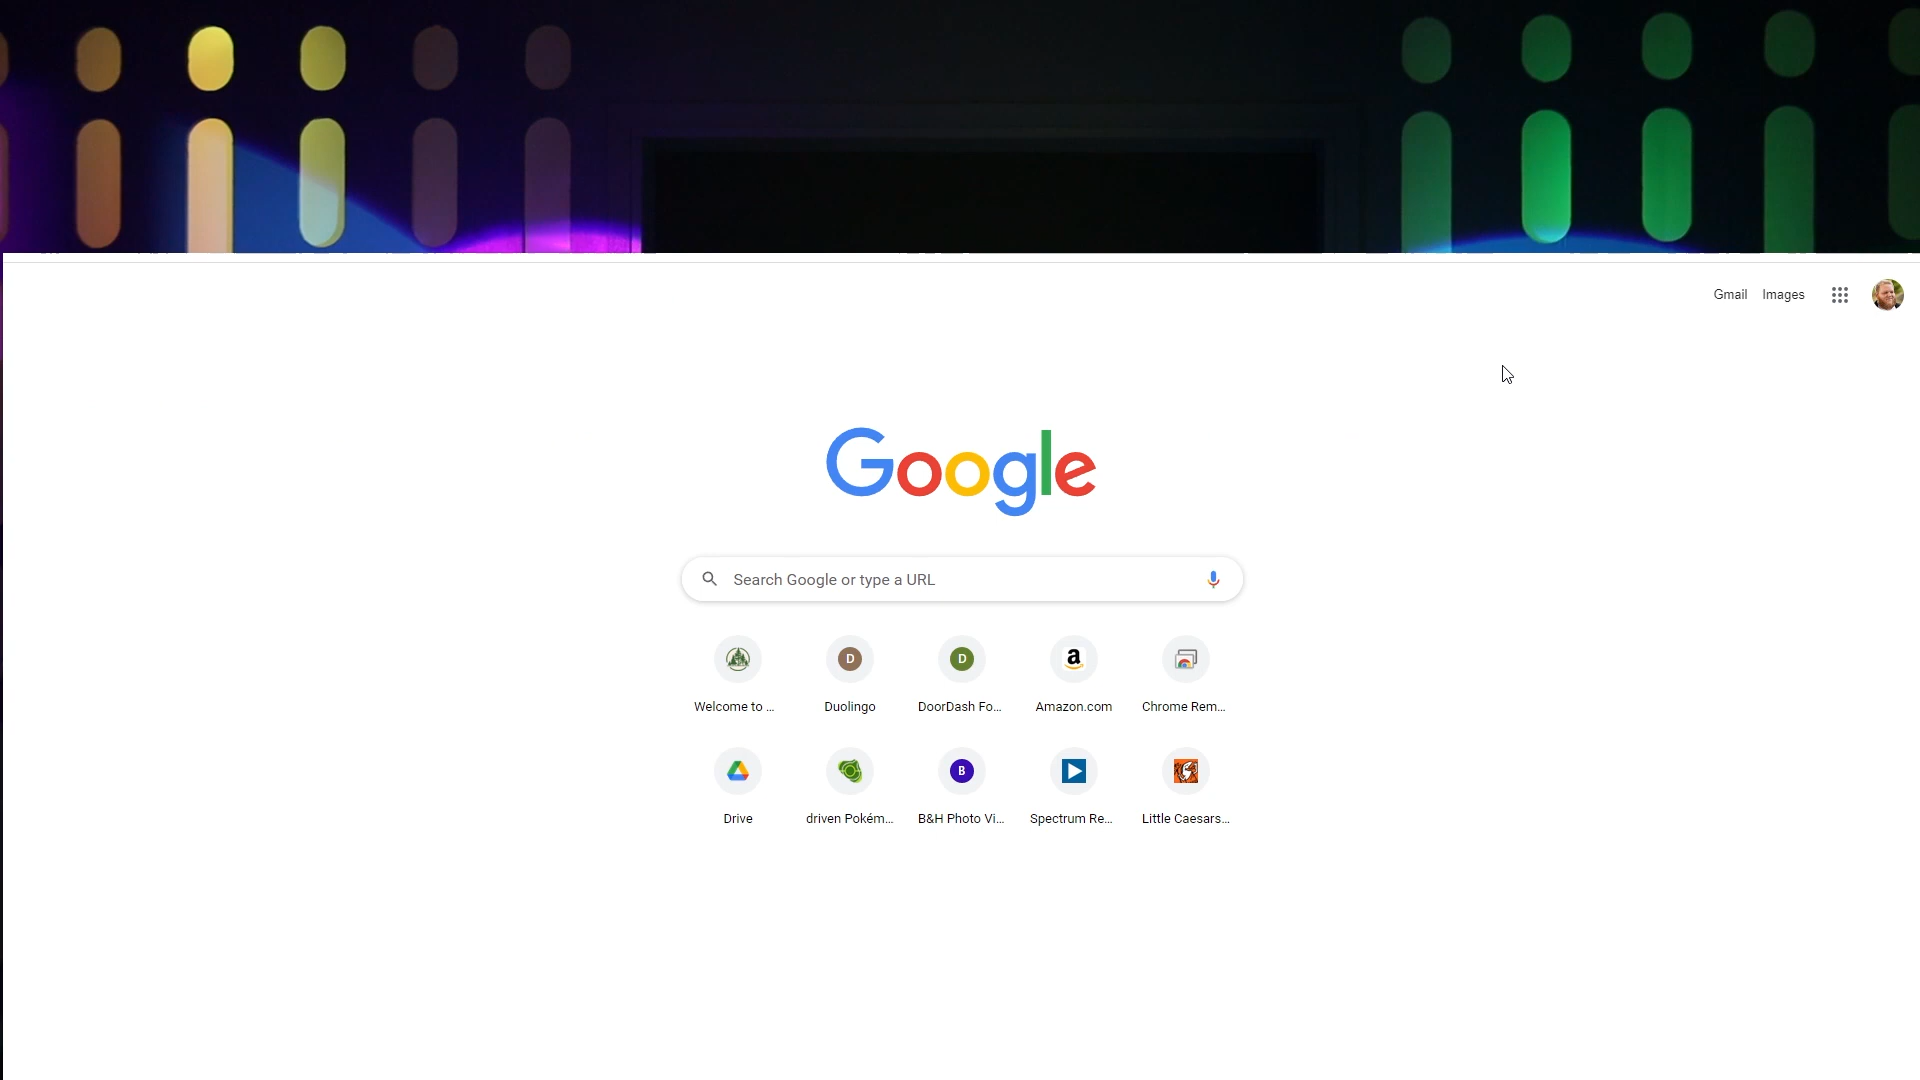 Gmail Images
Google
Search Google or type a URL
D D a
Welcome to ... Duolingo DoorDash Fo... Amazon.com Chrome Rem...
B
Drive driven Pokém... B&H Photo Vi... Spectrum Re... Little Caesars...